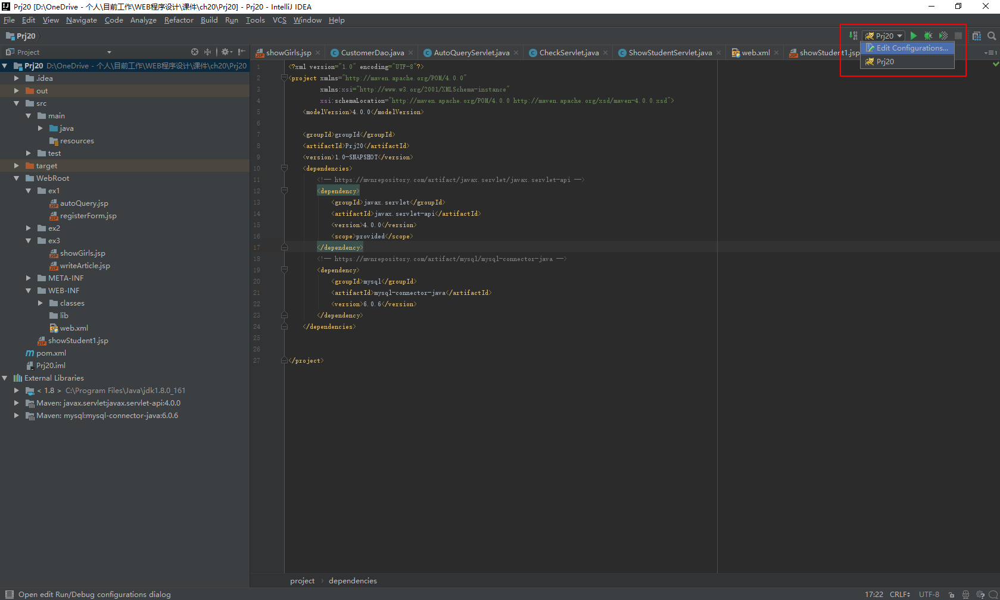 Prj20 [D:\OneDrive - 个人\目前工作\WEB程序设计\课件\ch20\Prj20] - Prj20 - IntelliJ IDEA
File Edit View Navigate Code Analyze Refactor Build Run Tools VCS Window Help
Prj20
Prj20
Edit Configurations...
Prj20
Project
showGirls.jsp
CustomerDao.java
AutoQueryServlet.java
CheckServlet.java
ShowStudentServlet.java
web.xml
showStudent1.jsp
Prj20 D:\OneDrive - 个人\目前工作\WEB程序设计\课件\ch20\Prj20
.idea
out
src
main
java
resources
test
target
WebRoot
ex1
autoQuery.jsp
registerForm.jsp
ex2
ex3
showGirls.jsp
writeArticle.jsp
META-INF
WEB-INF
classes
lib
web.xml
showStudent1.jsp
pom.xml
Prj20.iml
External Libraries
< 1.8 > C:\Program Files\Java\jdk1.8.0_161
Maven: javax.servlet:javax.servlet-api:4.0.0
Maven: mysql:mysql-connector-java:6.0.6
1 <?xml version="1.0" encoding="UTF-8"?>
2 <project xmlns="http://maven.apache.org/POM/4.0.0"
3 xmlns:xsi="http://www.w3.org/2001/XMLSchema-instance"
4 xsi:schemaLocation="http://maven.apache.org/POM/4.0.0 http://maven.apache.org/xsd/maven-4.0.0.xsd">
5 <modelVersion>4.0.0</modelVersion>
6
7 <groupId>groupId</groupId>
8 <artifactId>Prj20</artifactId>
9 <version>1.0-SNAPSHOT</version>
10 <dependencies>
11 <!-- https://mvnrepository.com/artifact/javax.servlet/javax.servlet-api -->
12 <dependency>
13 <groupId>javax.servlet</groupId>
14 <artifactId>javax.servlet-api</artifactId>
15 <version>4.0.0</version>
16 <scope>provided</scope>
17 </dependency>
18 <!-- https://mvnrepository.com/artifact/mysql/mysql-connector-java -->
19 <dependency>
20 <groupId>mysql</groupId>
21 <artifactId>mysql-connector-java</artifactId>
22 <version>6.0.6</version>
23 </dependency>
24 </dependencies>
25
26
27 </project>
project › dependencies
Open edit Run/Debug configurations dialog
17:22 CRLF UTF-8